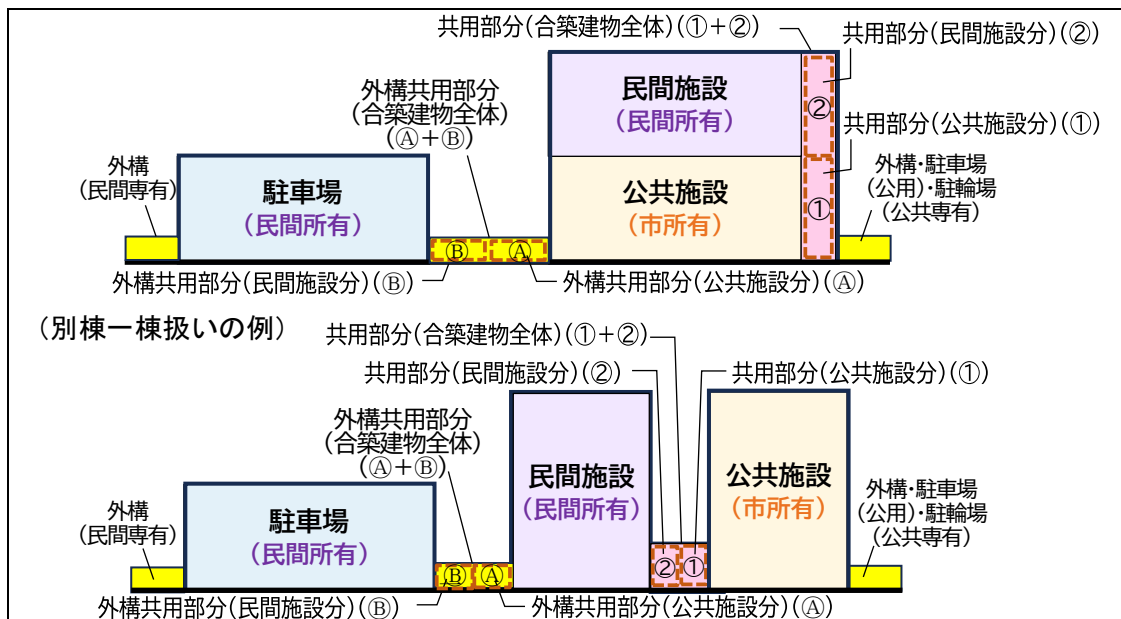 共用部分(合築建物全体)(①+②)
共用部分(民間施設分)(②)
外構共用部分
(合築建物全体)
(Ⓐ+Ⓑ)
民間施設
(民間所有)
②
共用部分(公共施設分)(①)
外構
(民間専有)
駐車場
(民間所有)
公共施設
(市所有)
①
外構・駐車場
(公用)・駐輪場
(公共専有)
Ⓑ
Ⓐ
外構共用部分(民間施設分)(Ⓑ)
外構共用部分(公共施設分)(Ⓐ)
(別棟一棟扱いの例)
共用部分(合築建物全体)(①+②)
共用部分(民間施設分)(②)
共用部分(公共施設分)(①)
外構共用部分
(合築建物全体)
(Ⓐ+Ⓑ)
民間施設
(民間所有)
公共施設
(市所有)
外構
(民間専有)
駐車場
(民間所有)
外構・駐車場
(公用)・駐輪場
(公共専有)
Ⓑ
Ⓐ
②
①
外構共用部分(民間施設分)(Ⓑ)
外構共用部分(公共施設分)(Ⓐ)